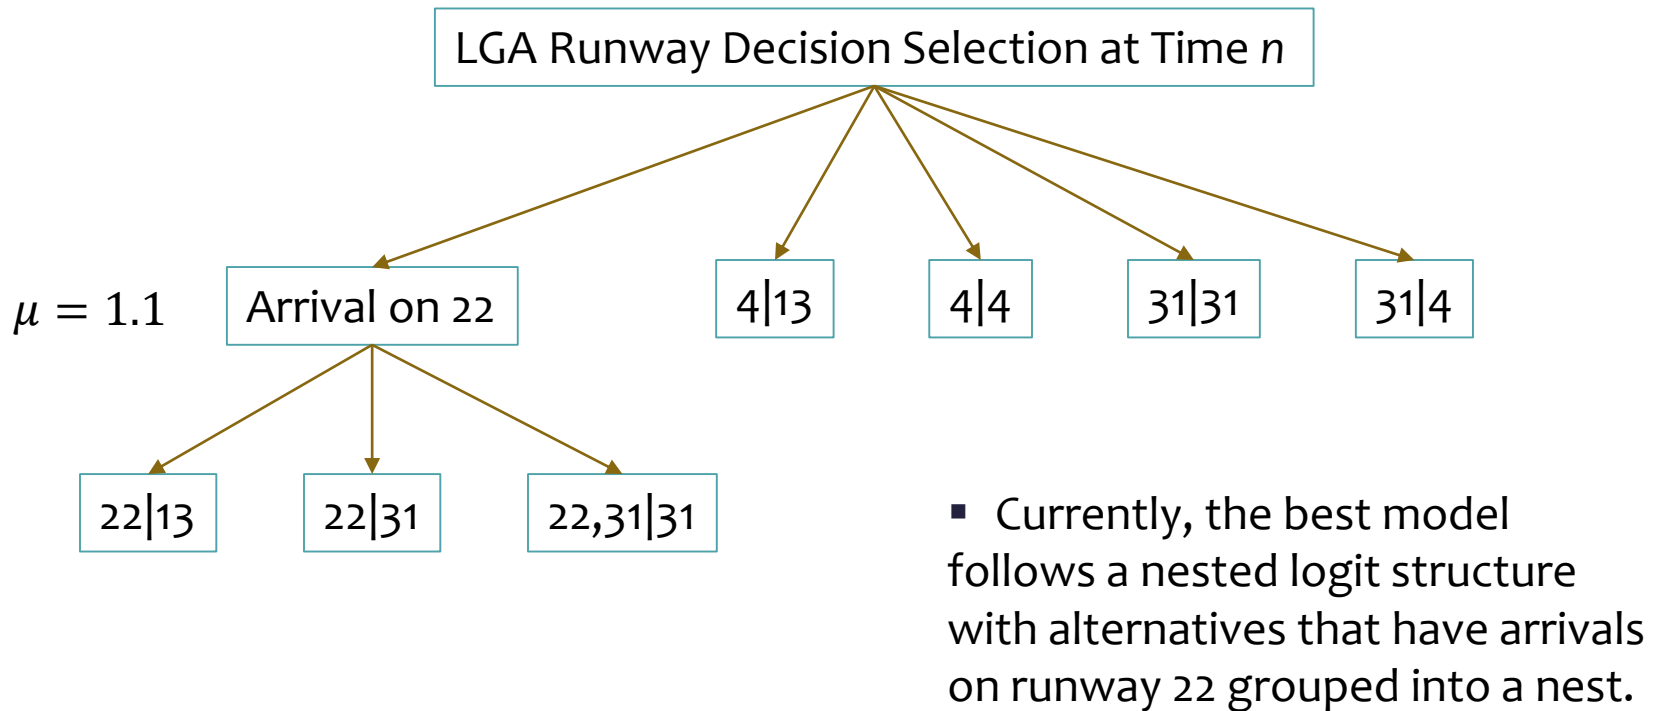 LGA Runway Decision Selection at Time n
μ = 1.1
Arrival on 22
4|13
4|4
31|31
31|4
22|13
22|31
22,31|31
▪ Currently, the best model
follows a nested logit structure
with alternatives that have arrivals
on runway 22 grouped into a nest.